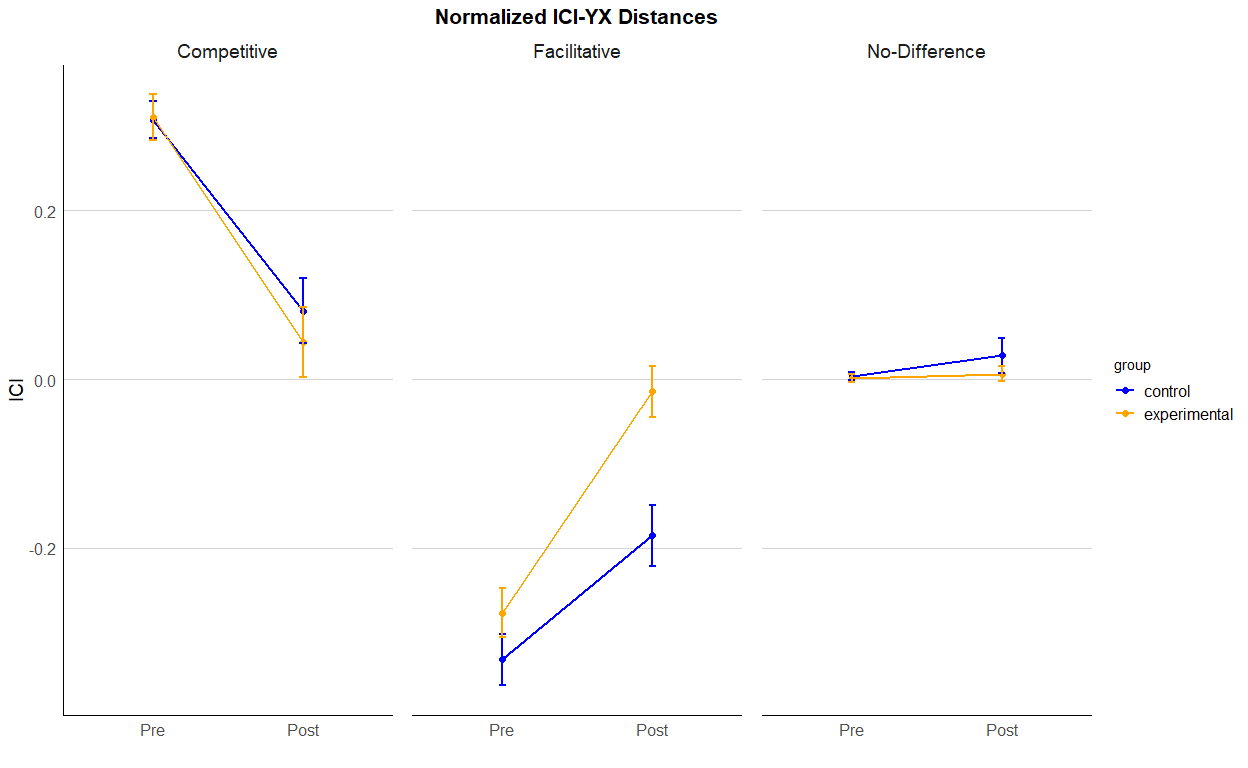 Normalized ICI-YX Distances
Competitive
Facilitative
No-Difference
0.2
0.0
-0.2
ICI
Pre
Post
Pre
Post
Pre
Post
group
control
experimental